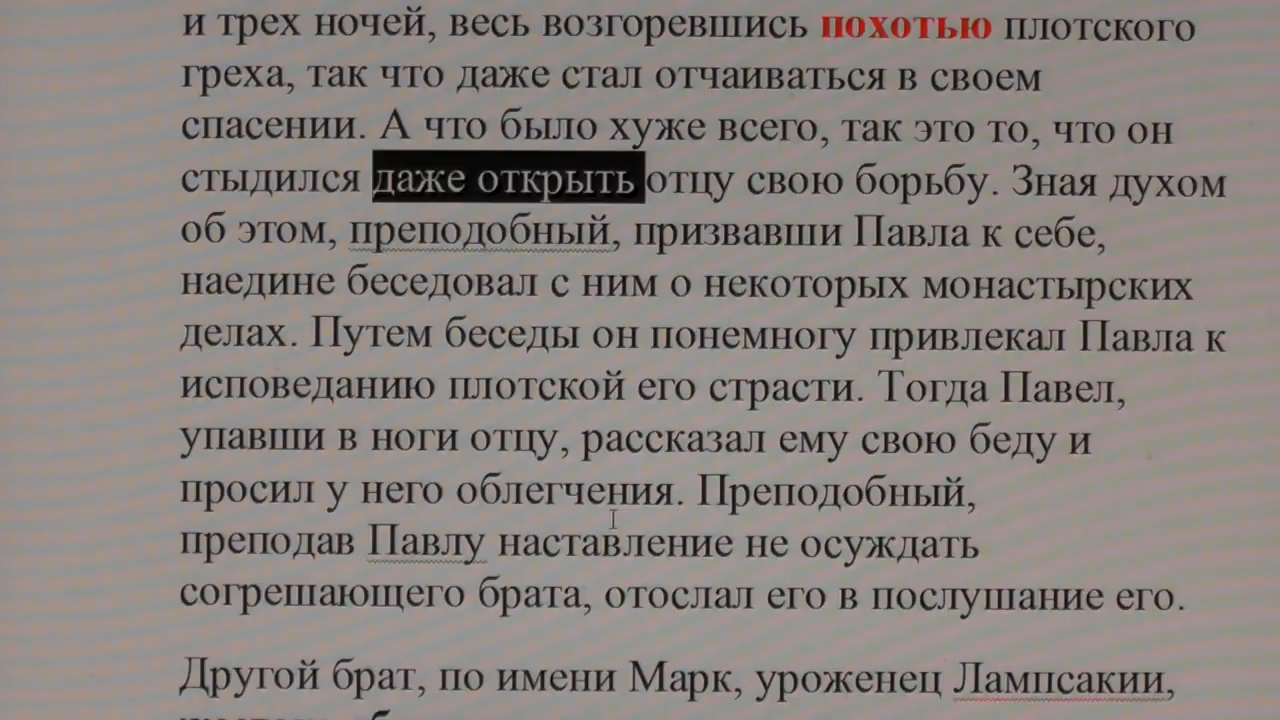 и трех ночей, весь возгоревшись похотью плотского
греха, так что даже стал отчаиваться в своем
спасении. А что было хуже всего, так это то, что он
стыдился даже открыть отцу свою борьбу. Зная духом
об этом, преподобный, призвавши Павла к себе,
наедине беседовал с ним о некоторых монастырских
делах. Путем беседы он понемногу привлекал Павла к
исповеданию плотской его страсти. Тогда Павел,
упавши в ноги отцу, рассказал ему свою беду и
просил у него облегчения. Преподобный,
преподав Павлу наставление не осуждать
согрешающего брата, отослал его в послушание его.
Другой брат, по имени Марк, уроженец Лампсакии,